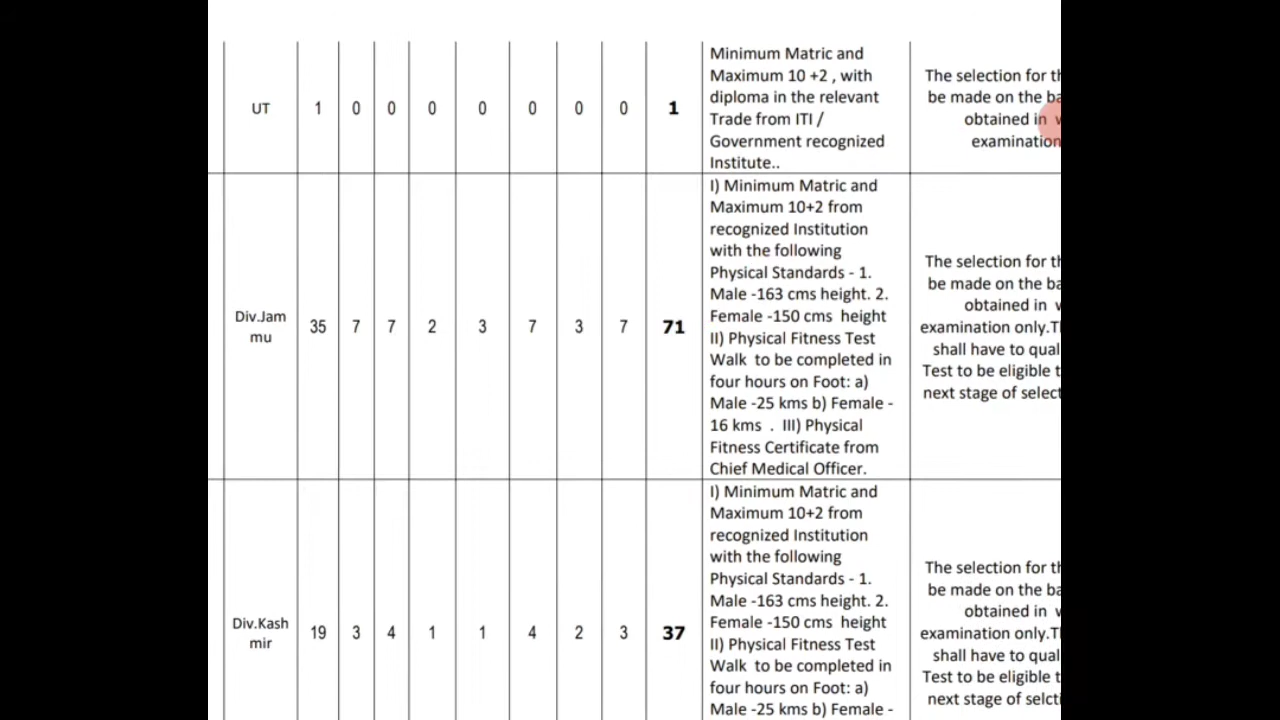 UT 1 0 0 0 0 0 0 0 1
Minimum Matric and
Maximum 10 +2 , with
diploma in the relevant
Trade from ITI /
Government recognized
Institute..
The selection for
be made on the
obtained in
examination
Div.Jam
mu
35 7 7 2 3 7 3 7 71
I) Minimum Matric and
Maximum 10+2 from
recognized Institution
with the following
Physical Standards - 1.
Male -163 cms height. 2.
Female -150 cms height
II) Physical Fitness Test
Walk to be completed in
four hours on Foot: a)
Male -25 kms b) Female -
16 kms . III) Physical
Fitness Certificate from
Chief Medical Officer.
The selection for
be made on the
obtained in
examination only.
shall have to
Test to be eligible
next stage of
Div.Kash
mir
19 3 4 1 1 4 2 3 37
I) Minimum Matric and
Maximum 10+2 from
recognized Institution
with the following
Physical Standards - 1.
Male -163 cms height. 2.
Female -150 cms height
II) Physical Fitness Test
Walk to be completed in
four hours on Foot: a)
Male -25 kms b) Female -
The selection for
be made on the
obtained in
examination only.
shall have to
Test to be eligible
next stage of